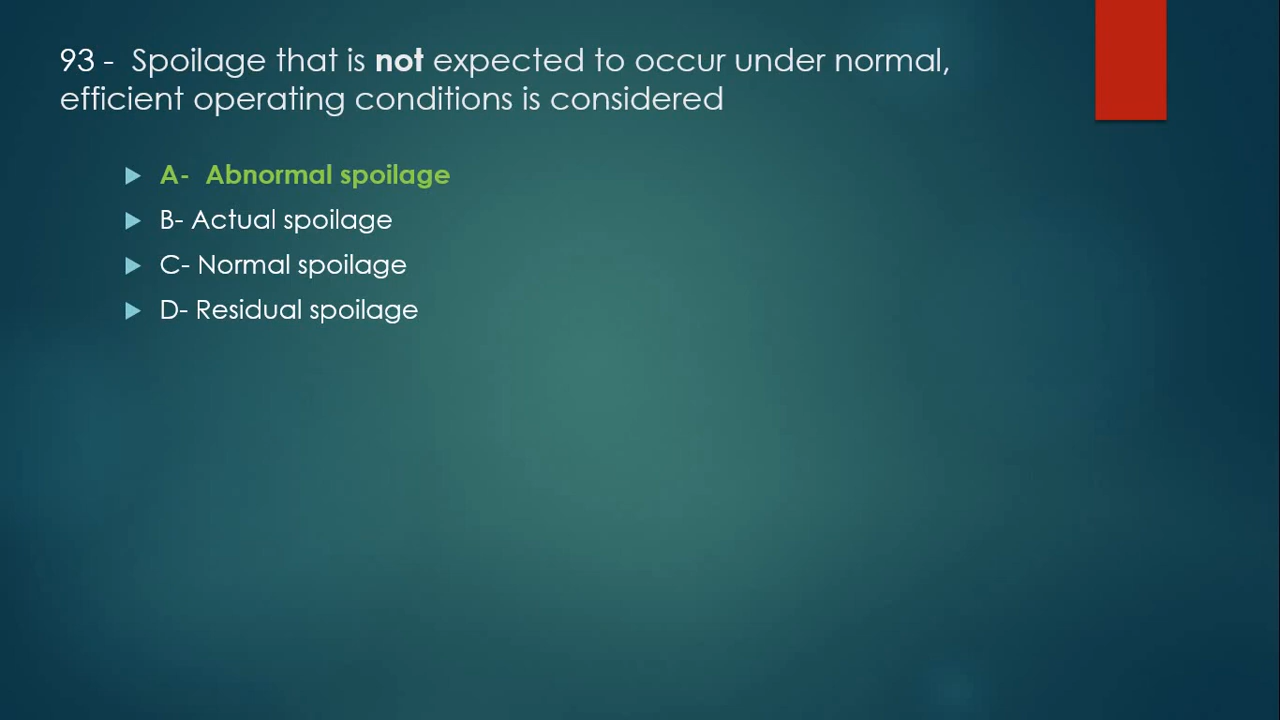 93 -  Spoilage that is not expected to occur under normal,
efficient operating conditions is considered
A-  Abnormal spoilage
B- Actual spoilage
C- Normal spoilage
D- Residual spoilage